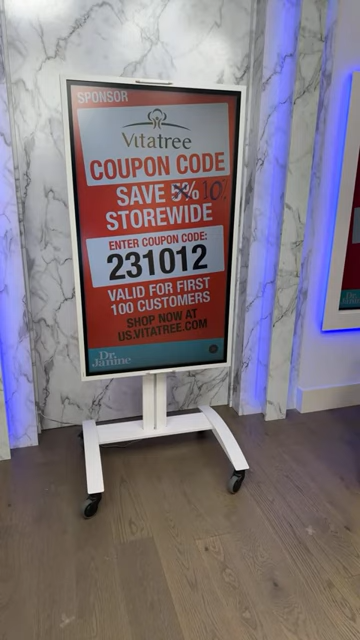 SPONSOR
Vitatree
COUPON CODE
SAVE 5% 10%
STOREWIDE
ENTER COUPON CODE:
231012
VALID FOR FIRST
100 CUSTOMERS
SHOP NOW AT
US.VITATREE.COM
Dr.
Janine